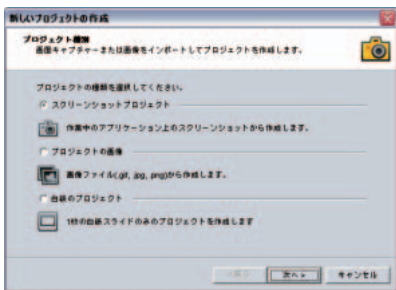 新しいプロジェクトの作成
プロジェクト種別
画面キャプチャーまたは画像をインポートしてプロジェクトを作成します。
プロジェクトの種類を選択してください。
スクリーンショットプロジェクト
作業中のアプリケーション上のスクリーンショットから作成します。
プロジェクトの画像
画像ファイル(.gif, .jpg, .png)から作成します。
白紙のプロジェクト
1枚の白紙スライドのみのプロジェクトを作成します
次へ >
キャンセル